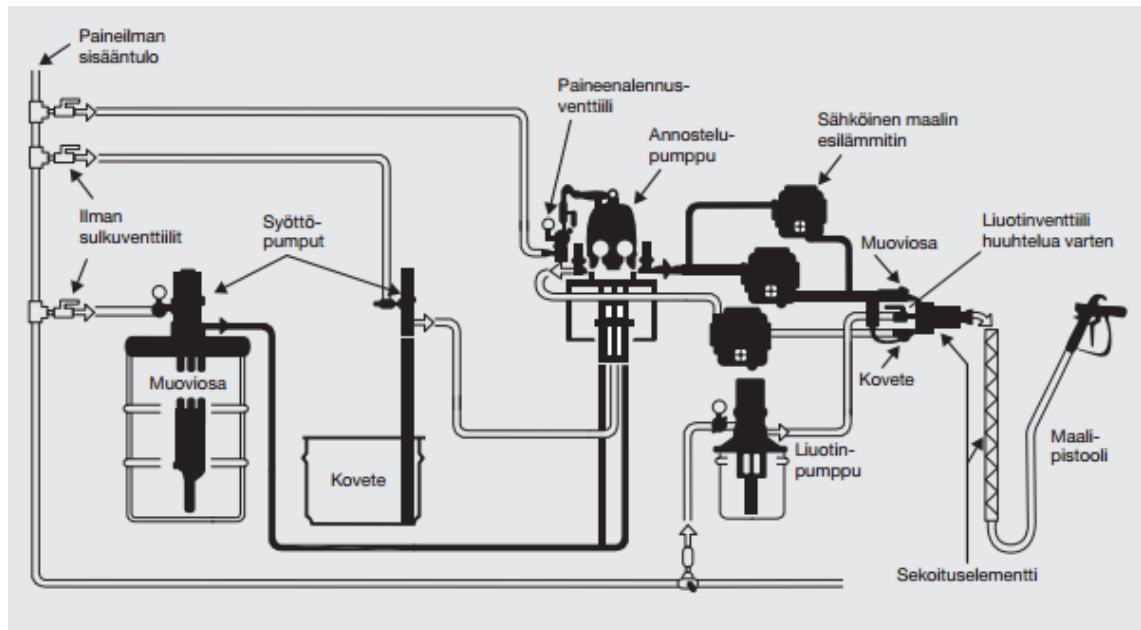 Paineilman
sisääntulo
Paineenalennus-
venttiili
Annostelu-
pumppu
Sähköinen maalin
esilämmitin
Ilman
sulkuventtiilit
Syöttö-
pumput
Muoviosa
Liuotinventtiili
huuhtelua varten
Muoviosa
Kovete
Kovete
Liuotin-
pumppu
Maali-
pistooli
Sekoituselementti